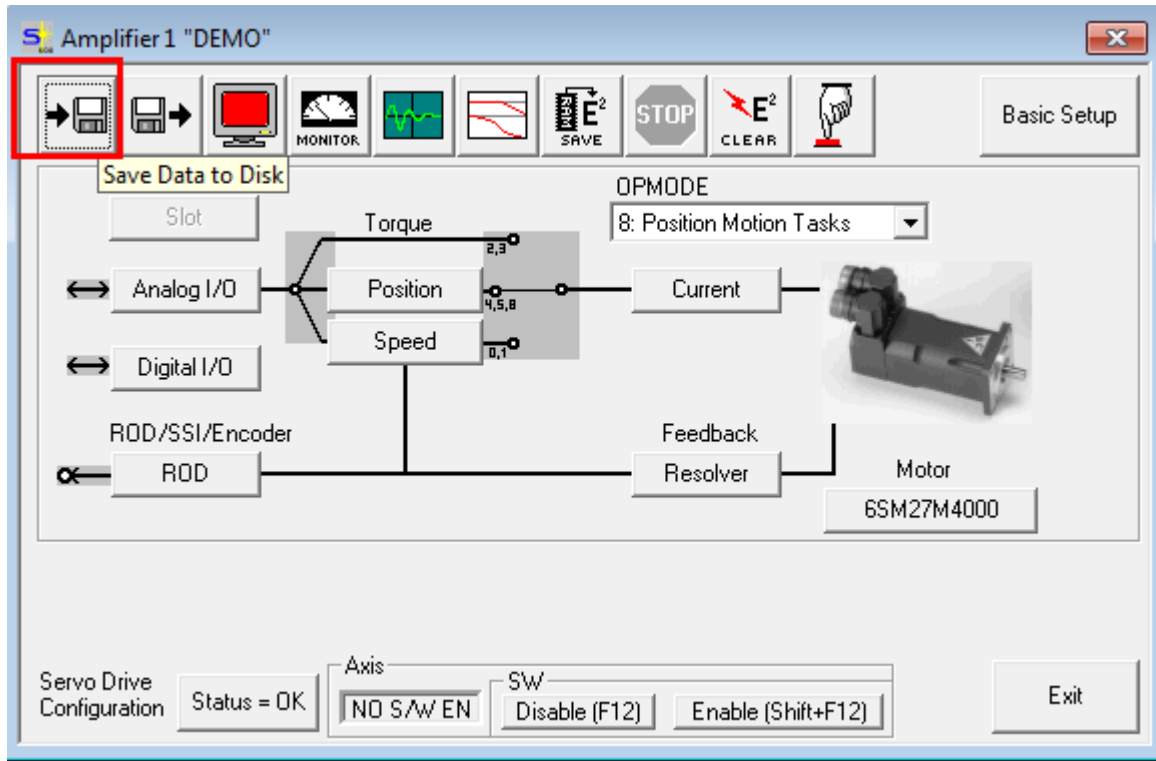 Amplifier 1 "DEMO"
MONITOR
E² SAVE
STOP
E² CLEAR
Basic Setup
Save Data to Disk
OPMODE
Slot
Torque
8: Position Motion Tasks
2,3
Analog I/O
Position
4,5,8
Current
Speed
0,1
Digital I/O
ROD/SSI/Encoder
Feedback
ROD
Resolver
Motor
6SM27M4000
Servo Drive
Configuration
Status = OK
Axis
NO S/W EN
SW
Disable (F12)
Enable (Shift+F12)
Exit